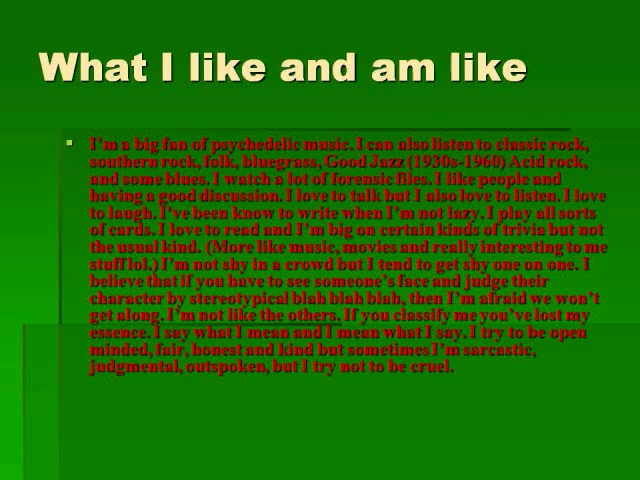 What I like and am like
I'm a big fan of psychedelic music. I can also listen to classic rock,
southern rock, folk, bluegrass, Good Jazz (1930s-1960) Acid rock,
and some blues. I watch a lot of forensic files. I like people and
having a good discussion. I love to talk but I also love to listen. I love
to laugh. I've been know to write when I'm not lazy. I play all sorts
of cards. I love to read and I'm big on certain kinds of trivia but not
the usual kind. (More like music, movies and really interesting to me
stuff lol.) I'm not shy in a crowd but I tend to get shy one on one. I
believe that if you have to see someone's face and judge their
character by stereotypical blah blah blah, then I'm afraid we won't
get along. I'm not like the others. If you classify me you've lost my
essence. I say what I mean and I mean what I say. I try to be open
minded, fair, honest and kind but sometimes I'm sarcastic,
judgmental, outspoken, but I try not to be cruel.